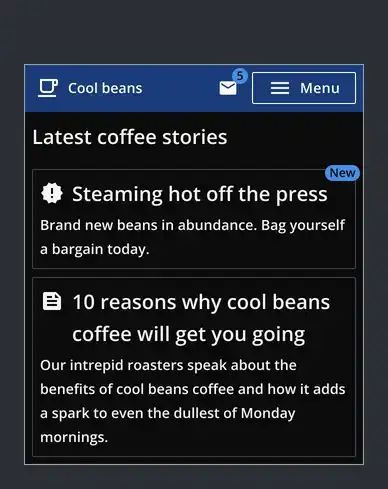 Cool beans
5
Menu
Latest coffee stories
New
Steaming hot off the press
Brand new beans in abundance. Bag yourself
a bargain today.
10 reasons why cool beans
coffee will get you going
Our intrepid roasters speak about the
benefits of cool beans coffee and how it adds
a spark to even the dullest of Monday
mornings.